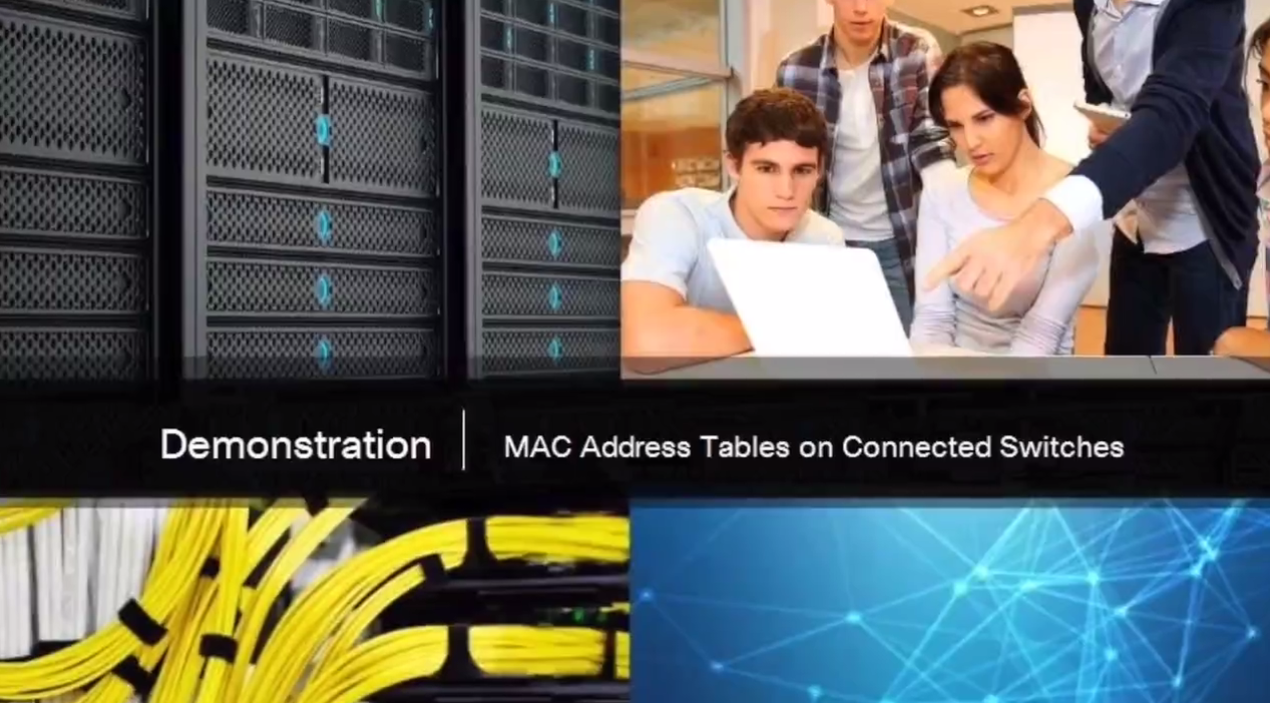 Demonstration
MAC Address Tables on Connected Switches